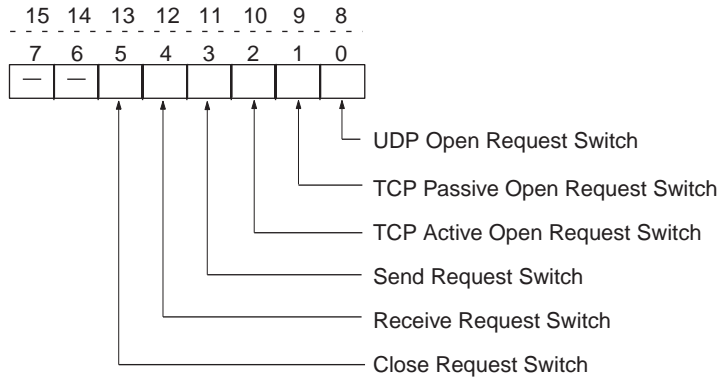 15 14 13 12 11 10 9 8
7 6 5 4 3 2 1 0
— —
UDP Open Request Switch
TCP Passive Open Request Switch
TCP Active Open Request Switch
Send Request Switch
Receive Request Switch
Close Request Switch